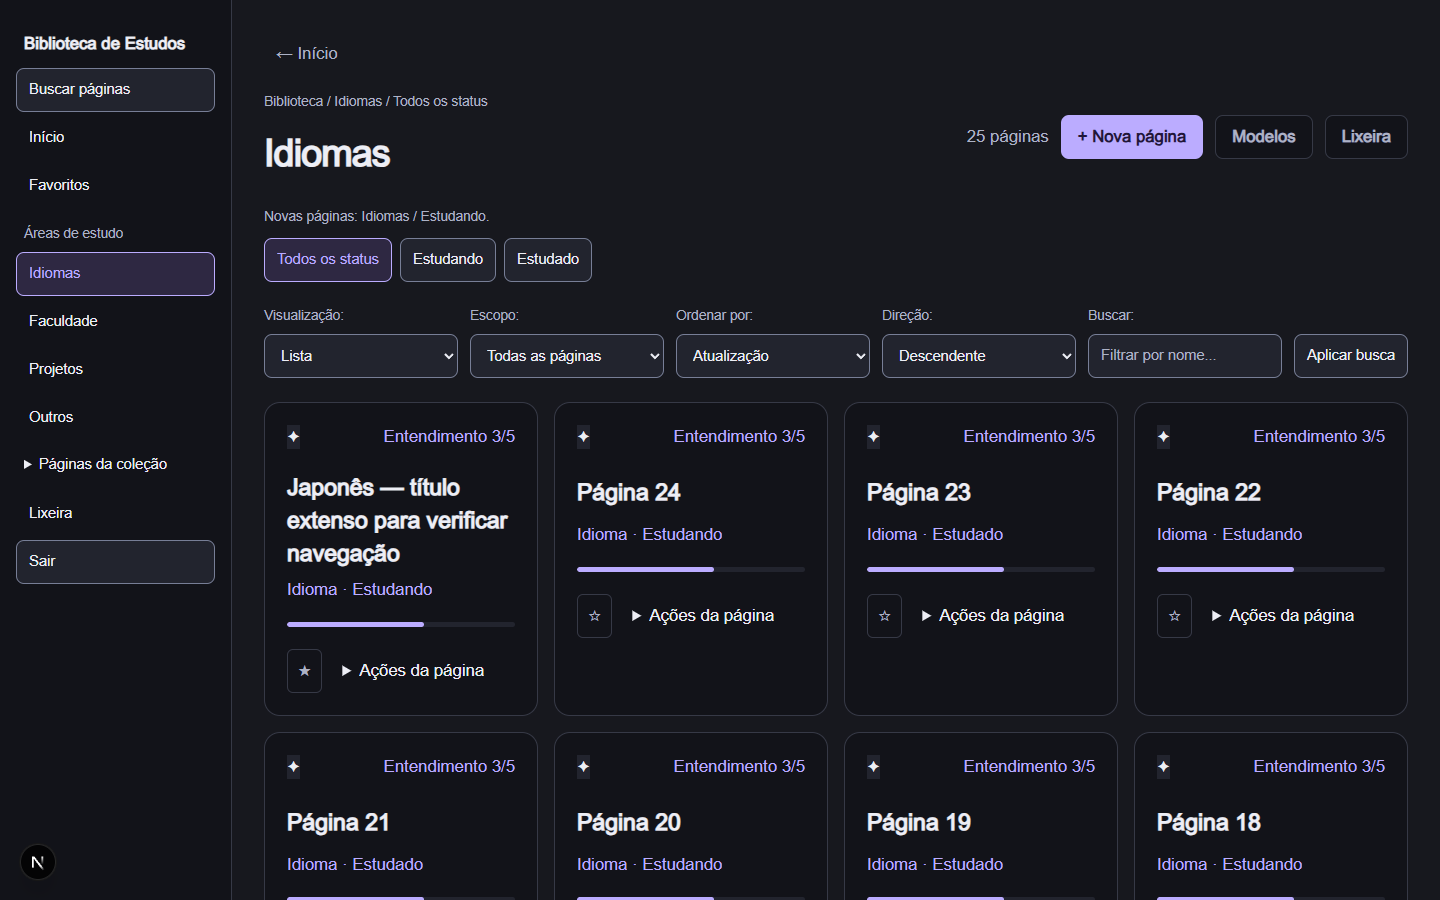 Biblioteca de Estudos
Buscar páginas
Início
Favoritos
Áreas de estudo
Idiomas
Faculdade
Projetos
Outros
▶ Páginas da coleção
Lixeira
Sair
N
← Início
Biblioteca / Idiomas / Todos os status
Idiomas
25 páginas
+ Nova página
Modelos
Lixeira
Novas páginas: Idiomas / Estudando.
Todos os status
Estudando
Estudado
Visualização:
Lista
Escopo:
Todas as páginas
Ordenar por:
Atualização
Direção:
Descendente
Buscar:
Filtrar por nome...
Aplicar busca
✦ Entendimento 3/5
Japonês — título
extenso para verificar
navegação
Idioma · Estudando
★ ▶ Ações da página
✦ Entendimento 3/5
Página 24
Idioma · Estudando
☆ ▶ Ações da página
✦ Entendimento 3/5
Página 23
Idioma · Estudado
☆ ▶ Ações da página
✦ Entendimento 3/5
Página 22
Idioma · Estudando
☆ ▶ Ações da página
✦ Entendimento 3/5
Página 21
Idioma · Estudado
✦ Entendimento 3/5
Página 20
Idioma · Estudando
✦ Entendimento 3/5
Página 19
Idioma · Estudado
✦ Entendimento 3/5
Página 18
Idioma · Estudando